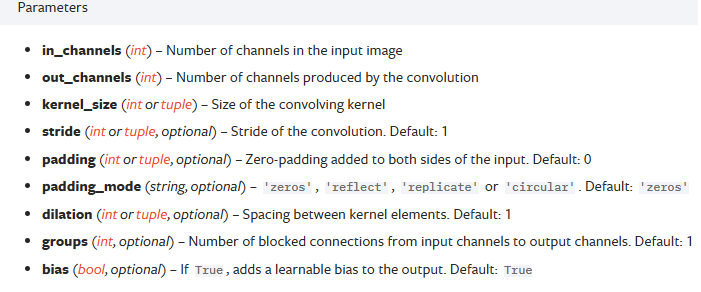 Parameters
• in_channels (int) – Number of channels in the input image
• out_channels (int) – Number of channels produced by the convolution
• kernel_size (int or tuple) – Size of the convolving kernel
• stride (int or tuple, optional) – Stride of the convolution. Default: 1
• padding (int or tuple, optional) – Zero-padding added to both sides of the input. Default: 0
• padding_mode (string, optional) – 'zeros', 'reflect', 'replicate' or 'circular'. Default: 'zeros'
• dilation (int or tuple, optional) – Spacing between kernel elements. Default: 1
• groups (int, optional) – Number of blocked connections from input channels to output channels. Default: 1
• bias (bool, optional) – If True, adds a learnable bias to the output. Default: True